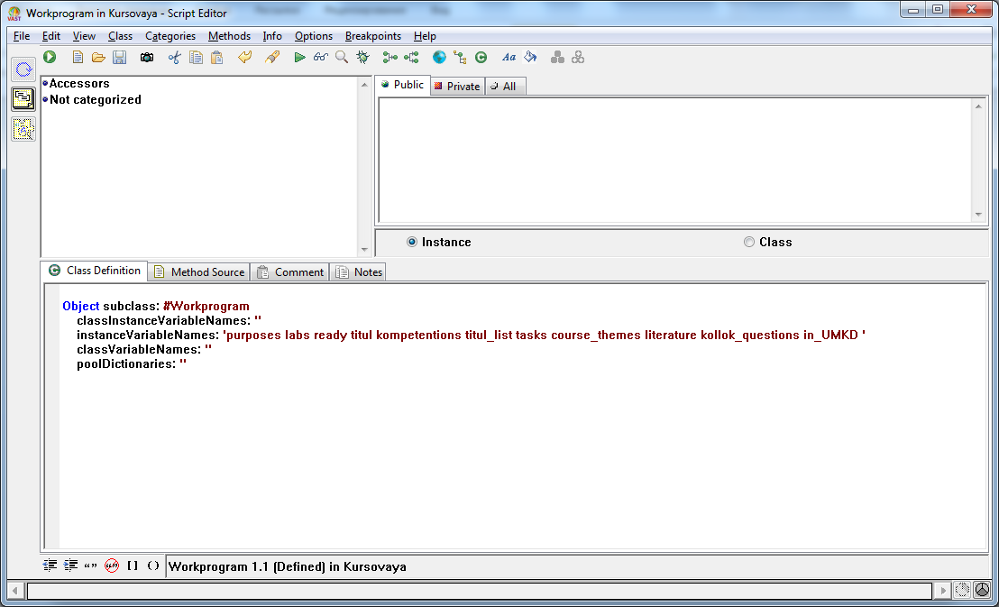 Workprogram in Kursovaya - Script Editor
File Edit View Class Categories Methods Info Options Breakpoints Help
Accessors
Not categorized
Public Private All
Instance Class
Class Definition Method Source Comment Notes
Object subclass: #Workprogram
classInstanceVariableNames: ''
instanceVariableNames: 'purposes labs ready titul kompetentions titul_list tasks course_themes literature kollok_questions in_UMKD '
classVariableNames: ''
poolDictionaries: ''
Workprogram 1.1 (Defined) in Kursovaya